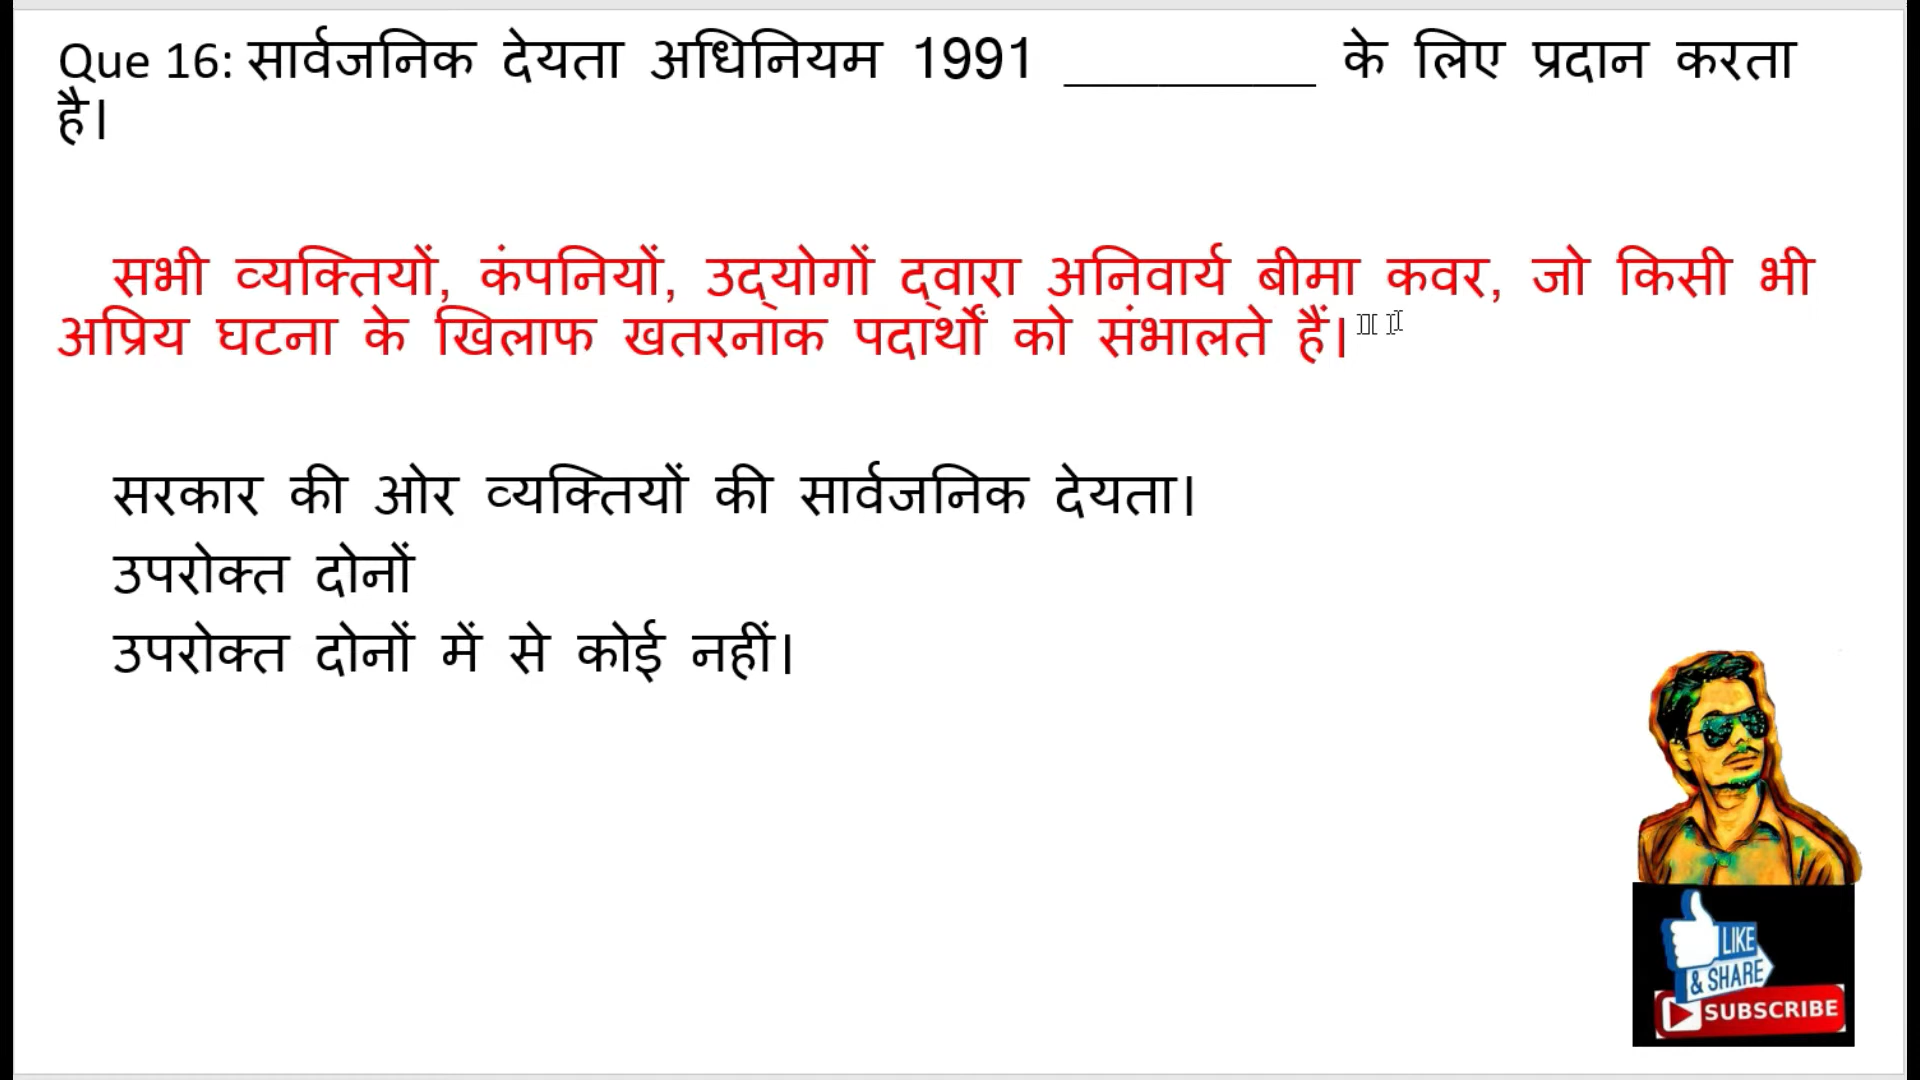 Que 16: सार्वजनिक देयता अधिनियम 1991 _________ के लिए प्रदान करता
है।
सभी व्यक्तियों, कंपनियों, उद्योगों द्वारा अनिवार्य बीमा कवर, जो किसी भी
अप्रिय घटना के खिलाफ खतरनाक पदार्थों को संभालते हैं।
सरकार की ओर व्यक्तियों की सार्वजनिक देयता।
उपरोक्त दोनों
उपरोक्त दोनों में से कोई नहीं।
LIKE
& SHARE
SUBSCRIBE